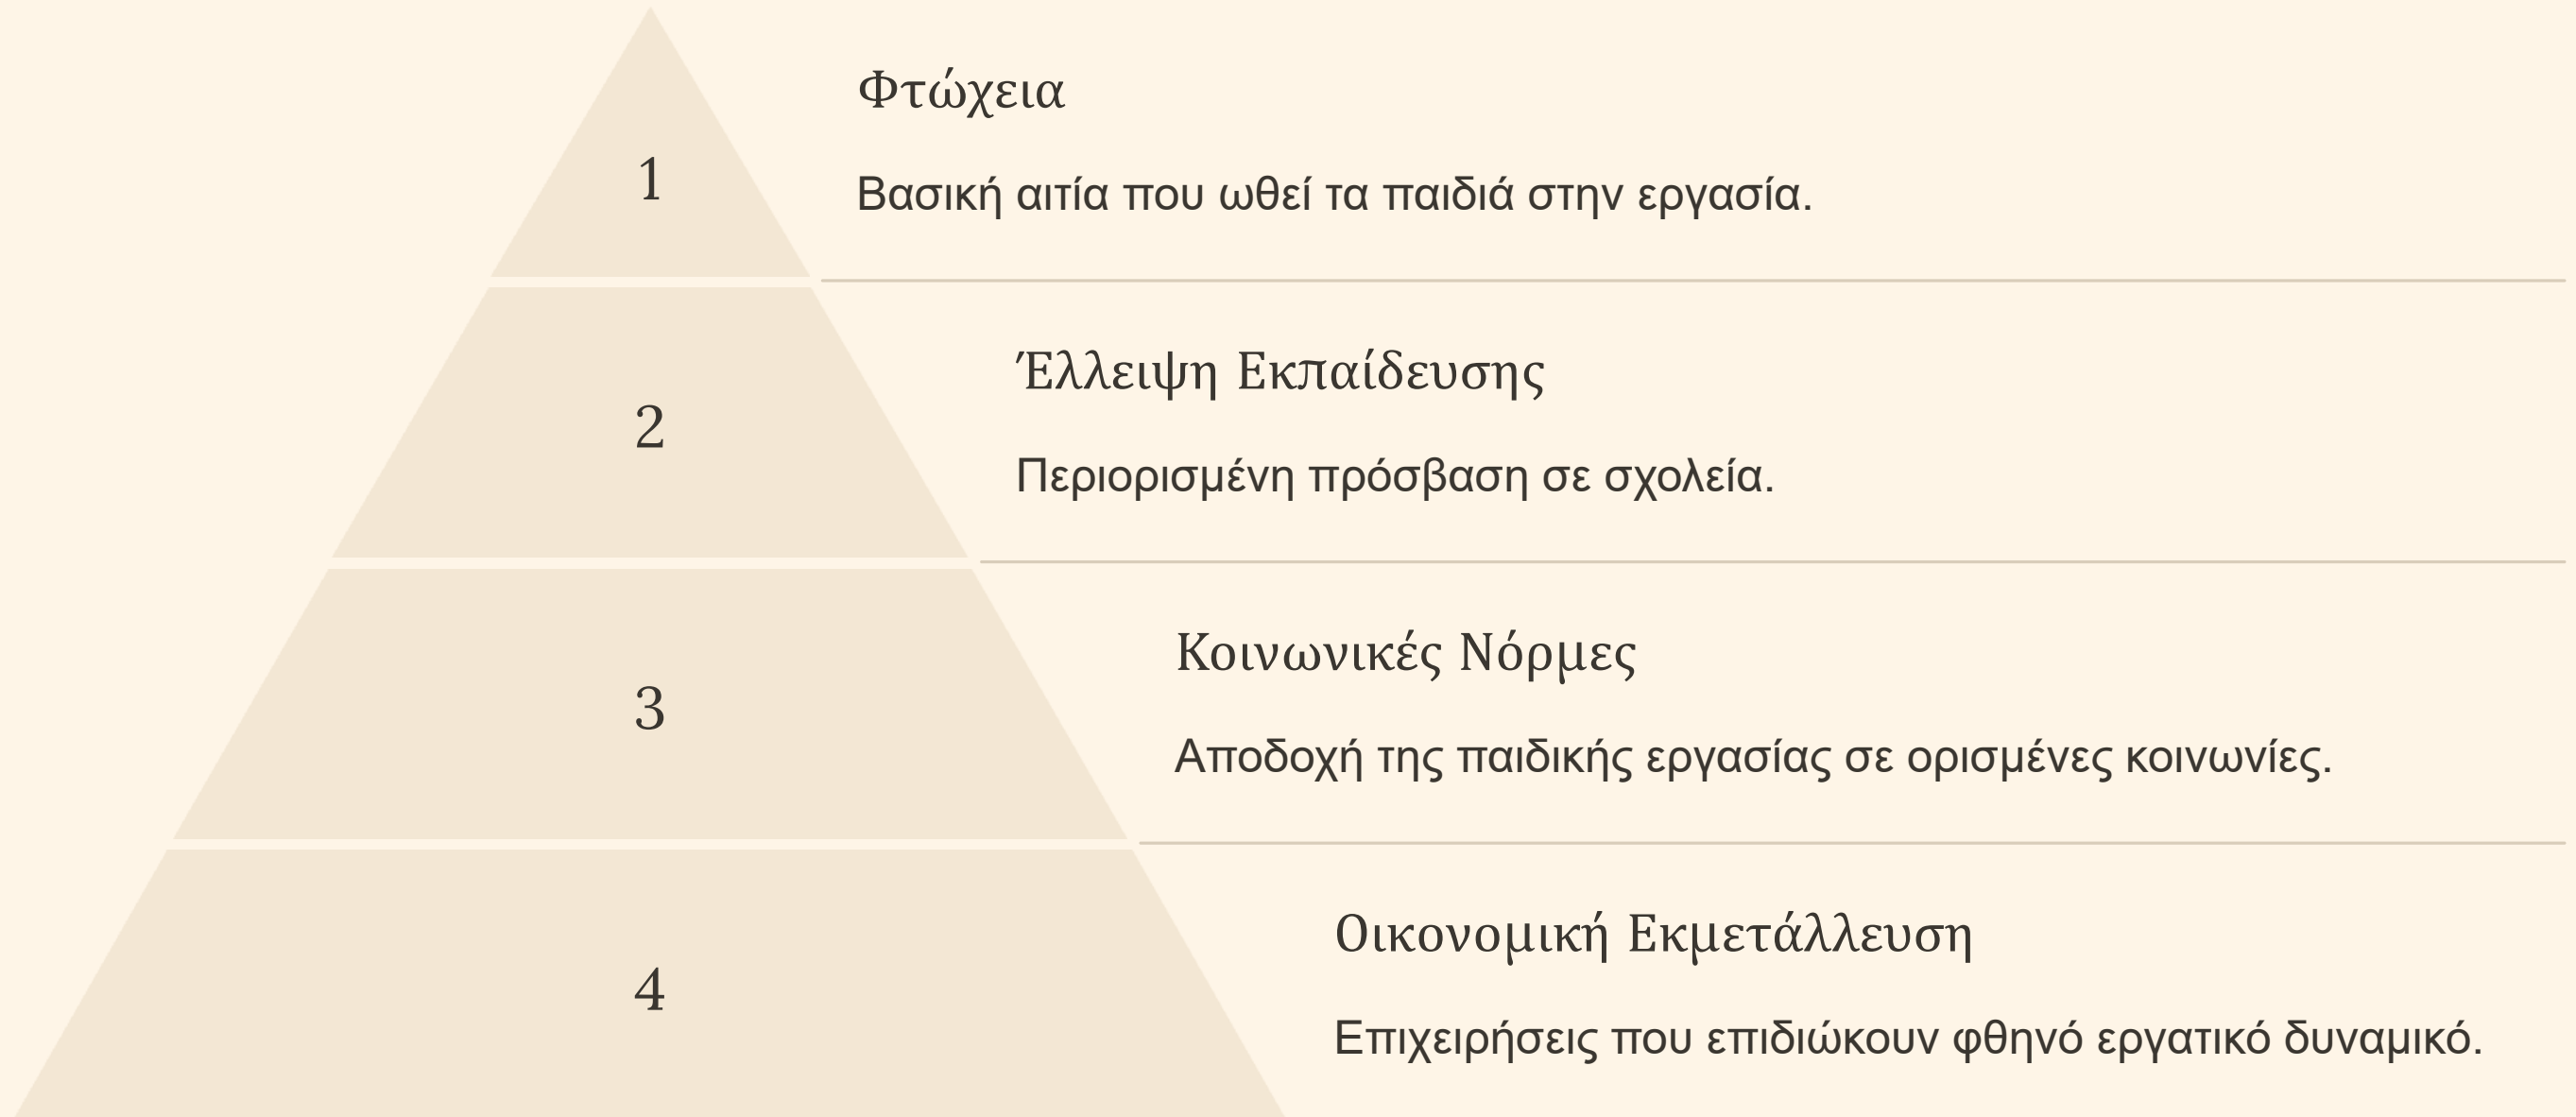 1
Φτώχεια
Βασική αιτία που ωθεί τα παιδιά στην εργασία.
2
Έλλειψη Εκπαίδευσης
Περιορισμένη πρόσβαση σε σχολεία.
3
Κοινωνικές Νόρμες
Αποδοχή της παιδικής εργασίας σε ορισμένες κοινωνίες.
4
Οικονομική Εκμετάλλευση
Επιχειρήσεις που επιδιώκουν φθηνό εργατικό δυναμικό.